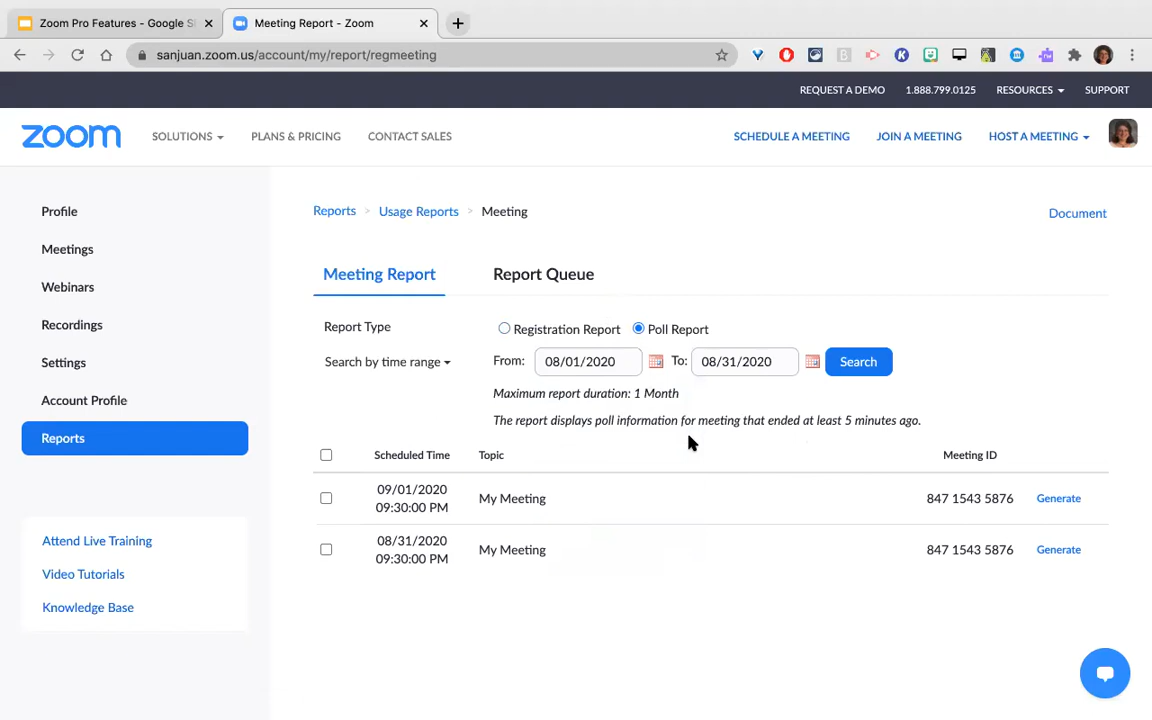 Zoom Pro Features - Google S
Meeting Report - Zoom
sanjuan.zoom.us/account/my/report/regmeeting
REQUEST A DEMO 1.888.799.0125 RESOURCES SUPPORT
zoom SOLUTIONS PLANS & PRICING CONTACT SALES SCHEDULE A MEETING JOIN A MEETING HOST A MEETING
Profile
Meetings
Webinars
Recordings
Settings
Account Profile
Reports
Attend Live Training
Video Tutorials
Knowledge Base
Reports > Usage Reports > Meeting
Document
Meeting Report Report Queue
Report Type Registration Report Poll Report
Search by time range From: 08/01/2020 To: 08/31/2020 Search
Maximum report duration: 1 Month
The report displays poll information for meeting that ended at least 5 minutes ago.
Scheduled Time Topic Meeting ID
09/01/2020
09:30:00 PM My Meeting 847 1543 5876 Generate
08/31/2020
09:30:00 PM My Meeting 847 1543 5876 Generate